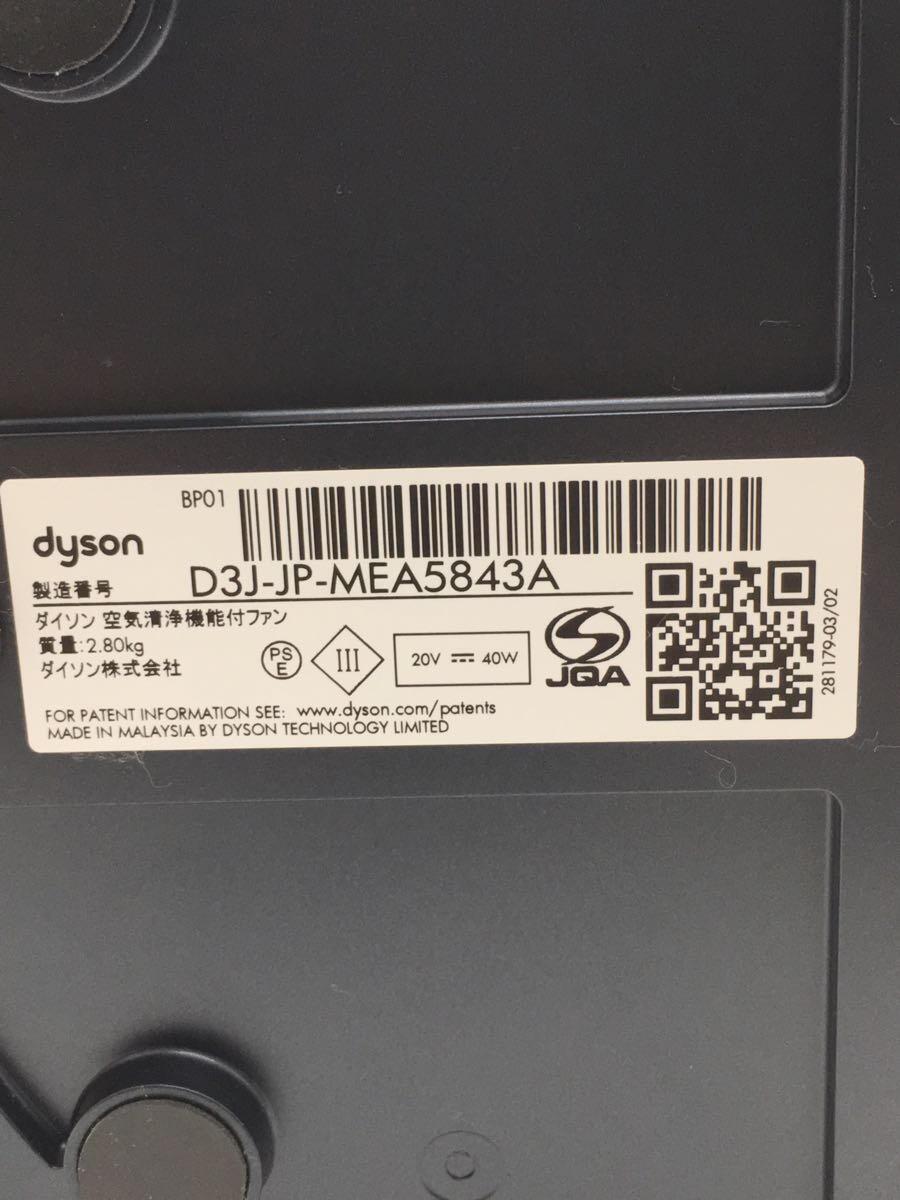 BP01
dyson
製造番号 D3J-JP-MEA5843A
ダイソン 空気清浄機能付ファン
質量:2.80kg
ダイソン株式会社
PS
E
III
20V ⎓ 40W
JQA
FOR PATENT INFORMATION SEE: www.dyson.com/patents
MADE IN MALAYSIA BY DYSON TECHNOLOGY LIMITED
281179-03/02